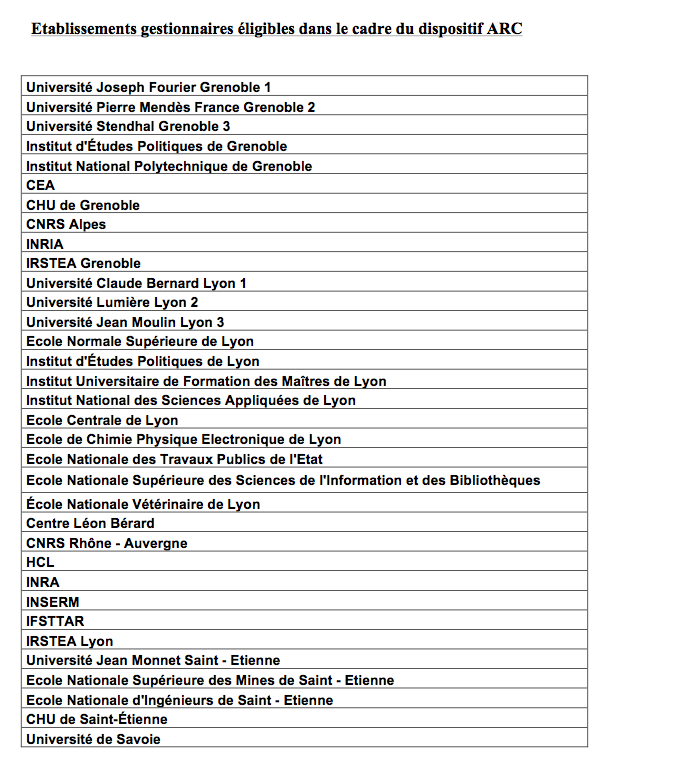 Etablissements gestionnaires éligibles dans le cadre du dispositif ARC
Université Joseph Fourier Grenoble 1
Université Pierre Mendès France Grenoble 2
Université Stendhal Grenoble 3
Institut d'Études Politiques de Grenoble
Institut National Polytechnique de Grenoble
CEA
CHU de Grenoble
CNRS Alpes
INRIA
IRSTEA Grenoble
Université Claude Bernard Lyon 1
Université Lumière Lyon 2
Université Jean Moulin Lyon 3
Ecole Normale Supérieure de Lyon
Institut d'Études Politiques de Lyon
Institut Universitaire de Formation des Maîtres de Lyon
Institut National des Sciences Appliquées de Lyon
Ecole Centrale de Lyon
Ecole de Chimie Physique Electronique de Lyon
Ecole Nationale des Travaux Publics de l'Etat
Ecole Nationale Supérieure des Sciences de l'Information et des Bibliothèques
École Nationale Vétérinaire de Lyon
Centre Léon Bérard
CNRS Rhône - Auvergne
HCL
INRA
INSERM
IFSTTAR
IRSTEA Lyon
Université Jean Monnet Saint - Etienne
Ecole Nationale Supérieure des Mines de Saint - Etienne
Ecole Nationale d'Ingénieurs de Saint - Etienne
CHU de Saint-Étienne
Université de Savoie